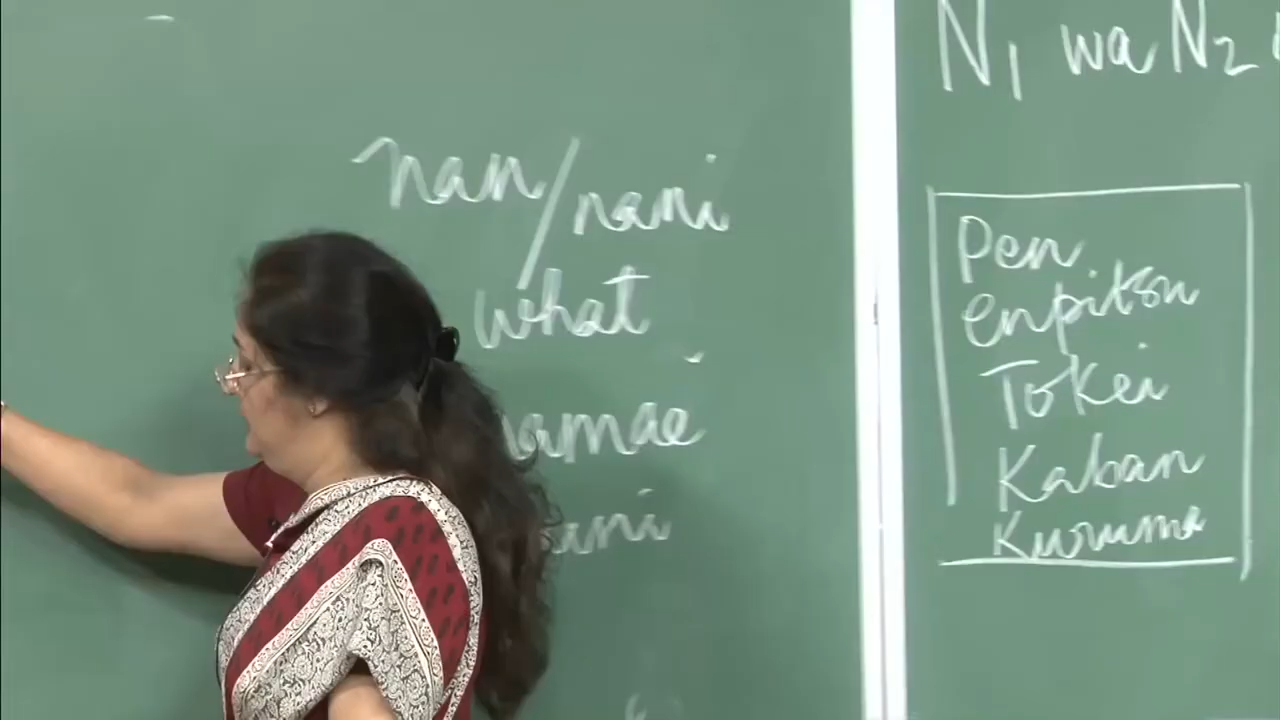 nan/nani
what
namae
N1 wa N2
Pen
enpitsu
Tokei
Kaban
Kuruma